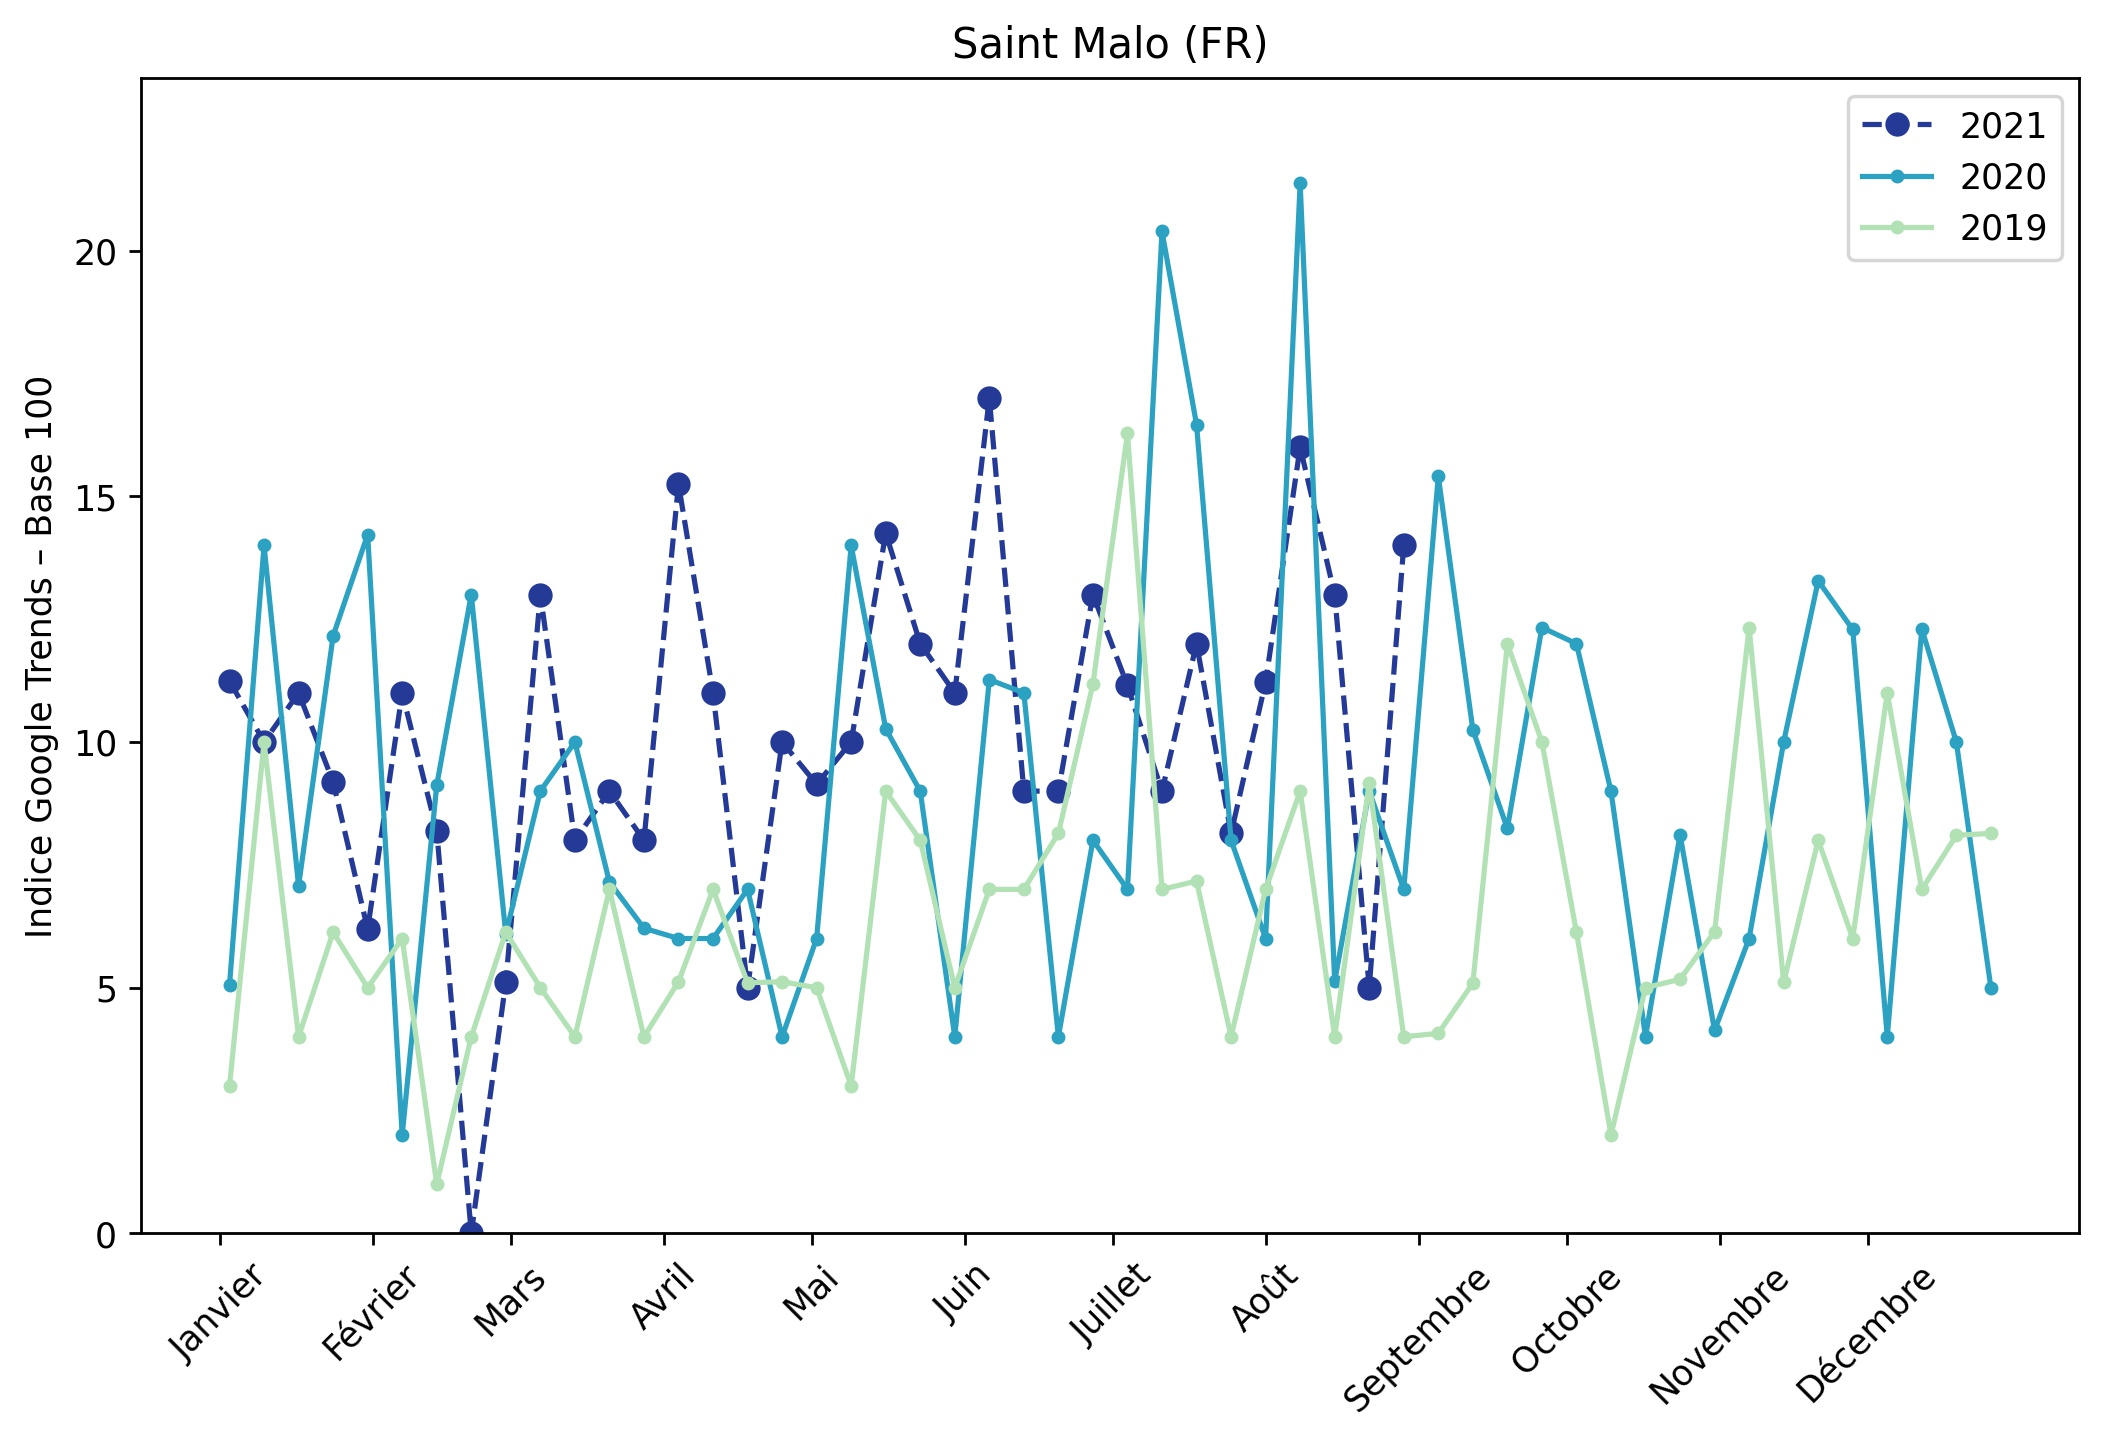 Saint Malo (FR)
Indice Google Trends – Base 100
2021
2020
2019
20
15
10
5
0
Janvier
Février
Mars
Avril
Mai
Juin
Juillet
Août
Septembre
Octobre
Novembre
Décembre